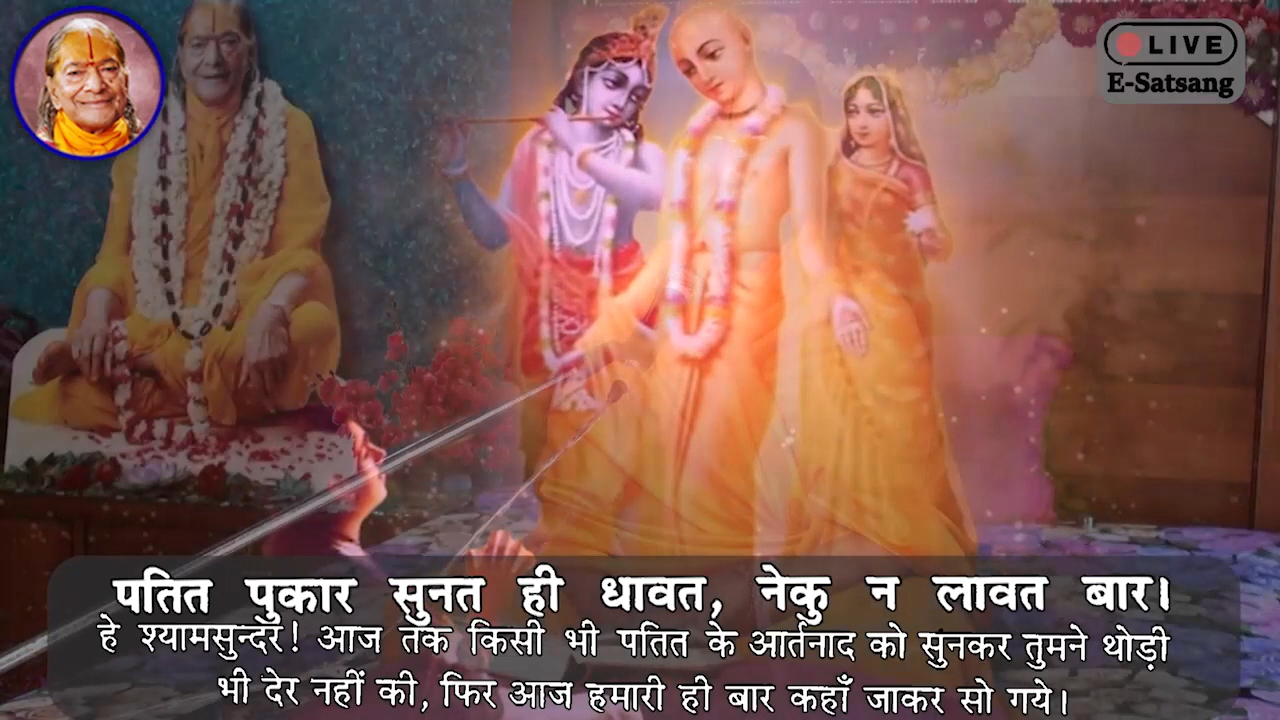 LIVE
E-Satsang
पतित पुकार सुनत ही धावत, नेकु न लावत बार।
हे श्यामसुन्दर! आज तक किसी भी पतित के आर्तनाद को सुनकर तुमने थोड़ी
भी देर नहीं की, फिर आज हमारी ही बार कहाँ जाकर सो गये।